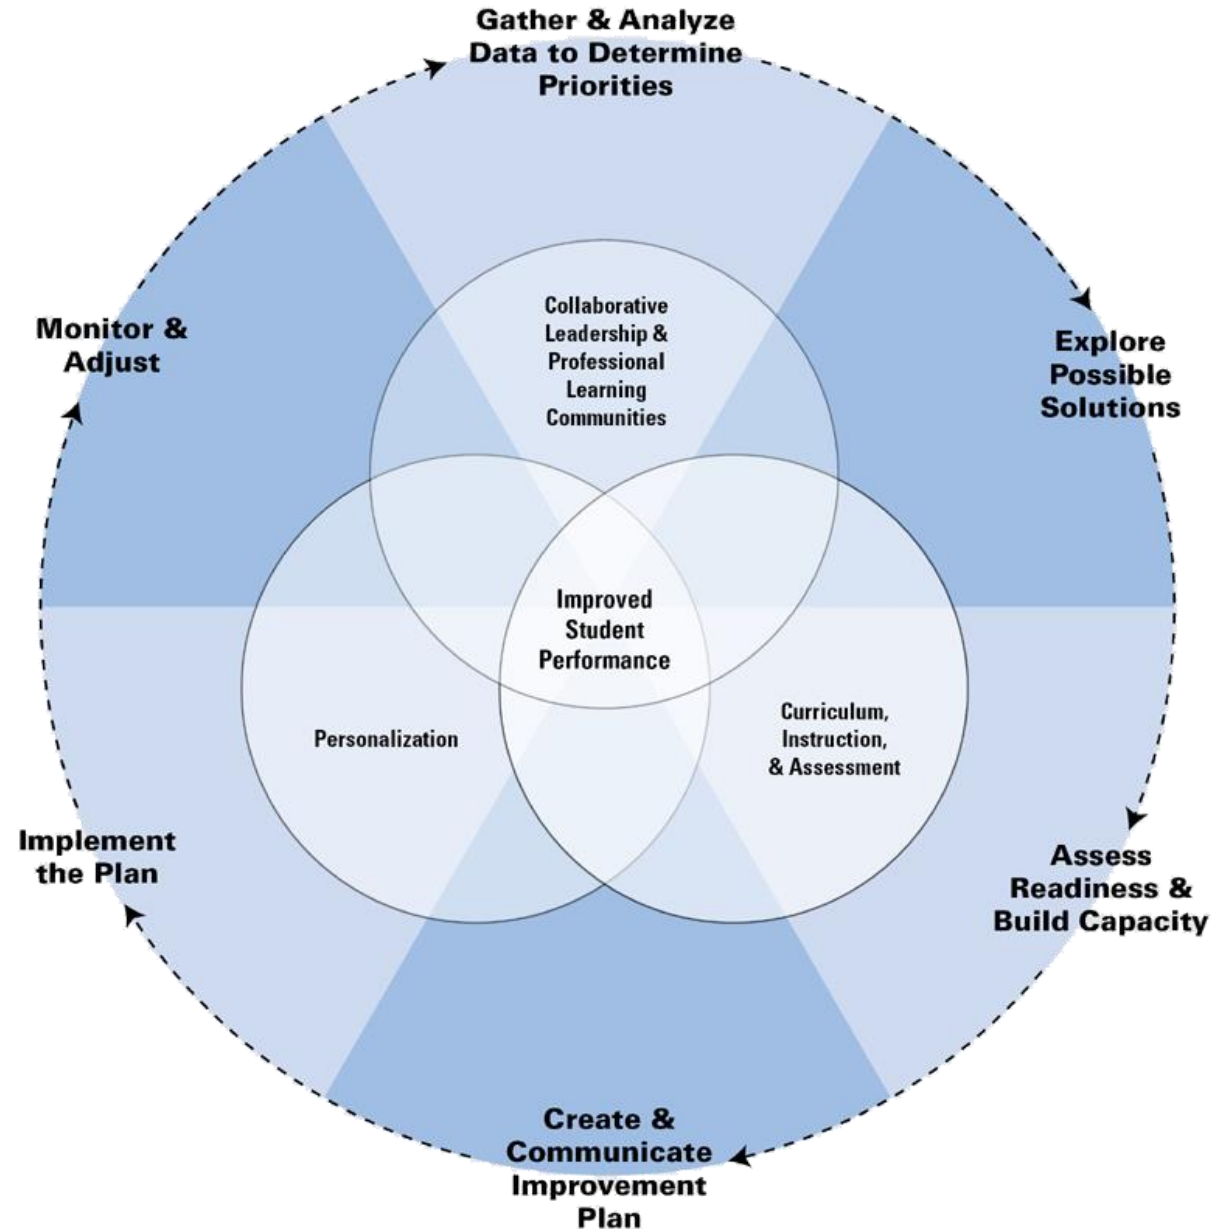 Gather & Analyze
Data to Determine
Priorities
Explore
Possible
Solutions
Assess
Readiness &
Build Capacity
Create &
Communicate
Improvement
Plan
Implement
the Plan
Monitor &
Adjust
Collaborative
Leadership &
Professional
Learning
Communities
Improved
Student
Performance
Personalization
Curriculum,
Instruction,
& Assessment